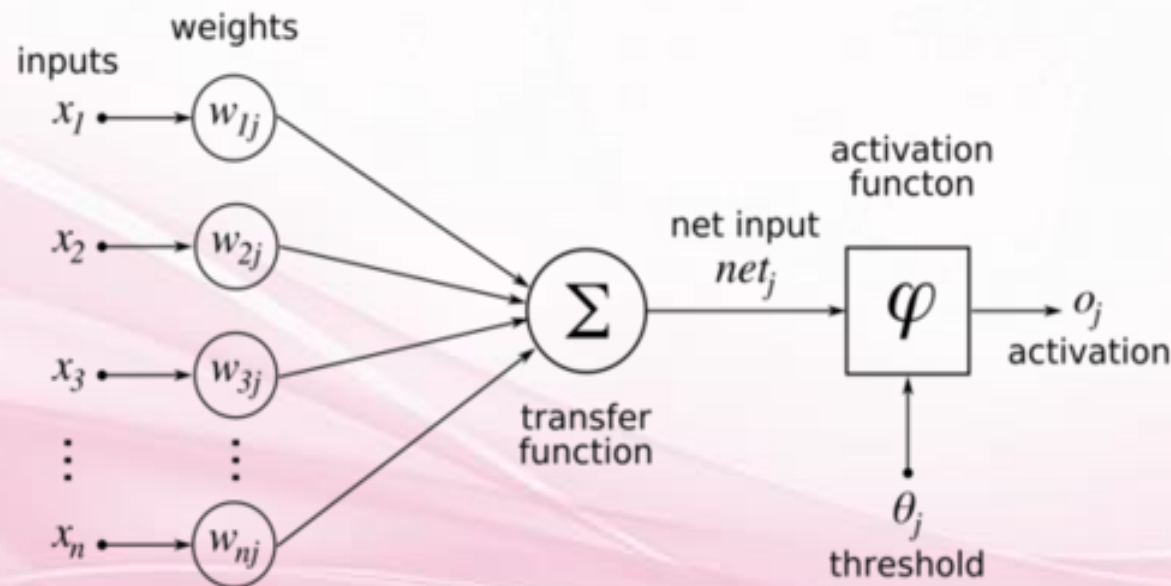 weights
inputs
x₁
w₁ⱼ
x₂
w₂ⱼ
x₃
w₃ⱼ
⋮
⋮
xₙ
wₙⱼ
Σ
transfer
function
net input
netⱼ
activation
functon
φ
oⱼ
activation
θⱼ
threshold